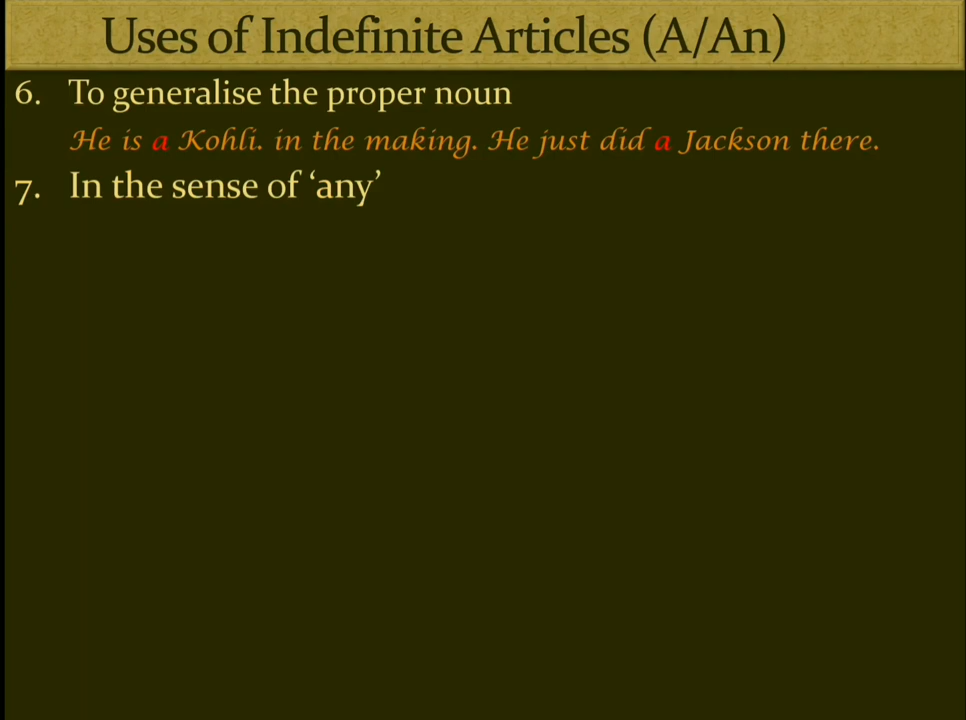 Uses of Indefinite Articles (A/An)
6. To generalise the proper noun
He is a Kohli. in the making. He just did a Jackson there.
7. In the sense of ‘any’